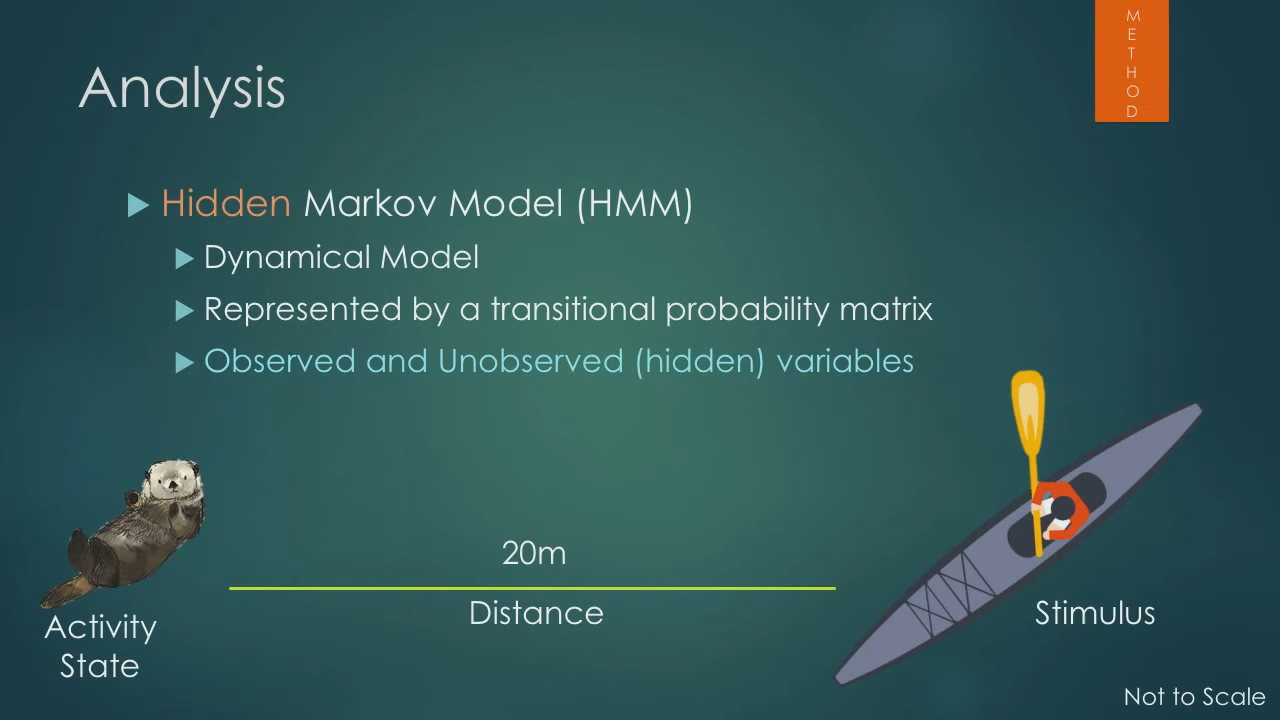 METHOD
Analysis
Hidden Markov Model (HMM)
Dynamical Model
Represented by a transitional probability matrix
Observed and Unobserved (hidden) variables
20m
Distance
Activity
State
Stimulus
Not to Scale